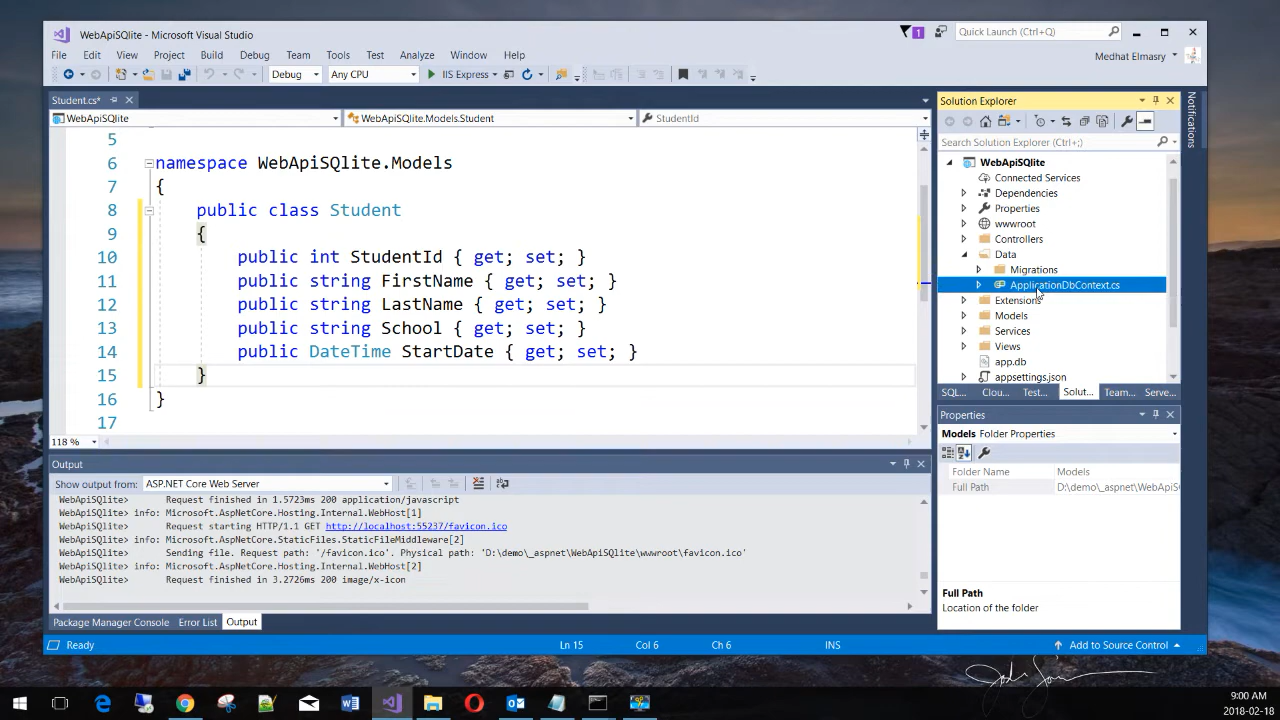 WebApiSQlite - Microsoft Visual Studio
1
Quick Launch (Ctrl+Q)
File Edit View Project Build Debug Team Tools Test Analyze Window Help
Medhat Elmasry
Debug Any CPU IIS Express
Student.cs*
WebApiSQlite WebApiSQlite.Models.Student StudentId
5
6 namespace WebApiSQlite.Models
7 {
8 public class Student
9 {
10 public int StudentId { get; set; }
11 public string FirstName { get; set; }
12 public string LastName { get; set; }
13 public string School { get; set; }
14 public DateTime StartDate { get; set; }
15 }
16 }
17
118 %
Output
Show output from: ASP.NET Core Web Server
WebApiSQlite> Request finished in 1.5723ms 200 application/javascript
WebApiSQlite> info: Microsoft.AspNetCore.Hosting.Internal.WebHost[1]
WebApiSQlite> Request starting HTTP/1.1 GET http://localhost:55237/favicon.ico
WebApiSQlite> info: Microsoft.AspNetCore.StaticFiles.StaticFileMiddleware[2]
WebApiSQlite> Sending file. Request path: '/favicon.ico'. Physical path: 'D:\demo\_aspnet\WebApiSQlite\wwwroot\favicon.ico'
WebApiSQlite> info: Microsoft.AspNetCore.Hosting.Internal.WebHost[2]
WebApiSQlite> Request finished in 3.2726ms 200 image/x-icon
Package Manager Console Error List Output
Solution Explorer
Search Solution Explorer (Ctrl+;)
WebApiSQlite
Connected Services
Dependencies
Properties
wwwroot
Controllers
Data
Migrations
ApplicationDbContext.cs
Extensions
Models
Services
Views
app.db
appsettings.json
SQL... Clou... Test... Solut... Team... Serve...
Properties
Models Folder Properties
Folder Name Models
Full Path D:\demo\_aspnet\WebApiS
Full Path
Location of the folder
Notifications
Ready Ln 15 Col 6 Ch 6 INS Add to Source Control
9:00 AM
2018-02-18